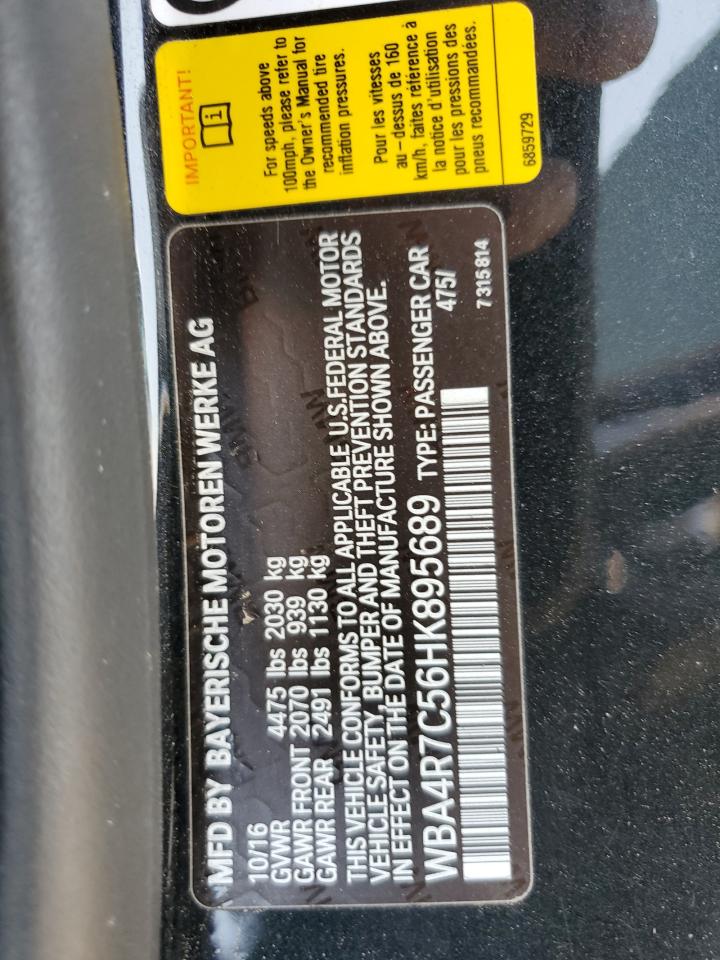 MFD BY BAYERISCHE MOTOREN WERKE AG
10/16
GVWR 4475 lbs 2030 kg
GAWR FRONT 2070 lbs 939 kg
GAWR REAR 2491 lbs 1130 kg
THIS VEHICLE CONFORMS TO ALL APPLICABLE U.S.FEDERAL MOTOR
VEHICLE SAFETY, BUMPER AND THEFT PREVENTION STANDARDS
IN EFFECT ON THE DATE OF MANUFACTURE SHOWN ABOVE.
WBA4R7C56HK895689 TYPE: PASSENGER CAR
475/
7 315 814
IMPORTANT!
For speeds above
100mph, please refer to
the Owner's Manual for
recommended tire
inflation pressures.
Pour les vitesses
au - dessus de 160
km/h, faites référence à
la notice d'utilisation
pour les pressions des
pneus recommandées.
6859729